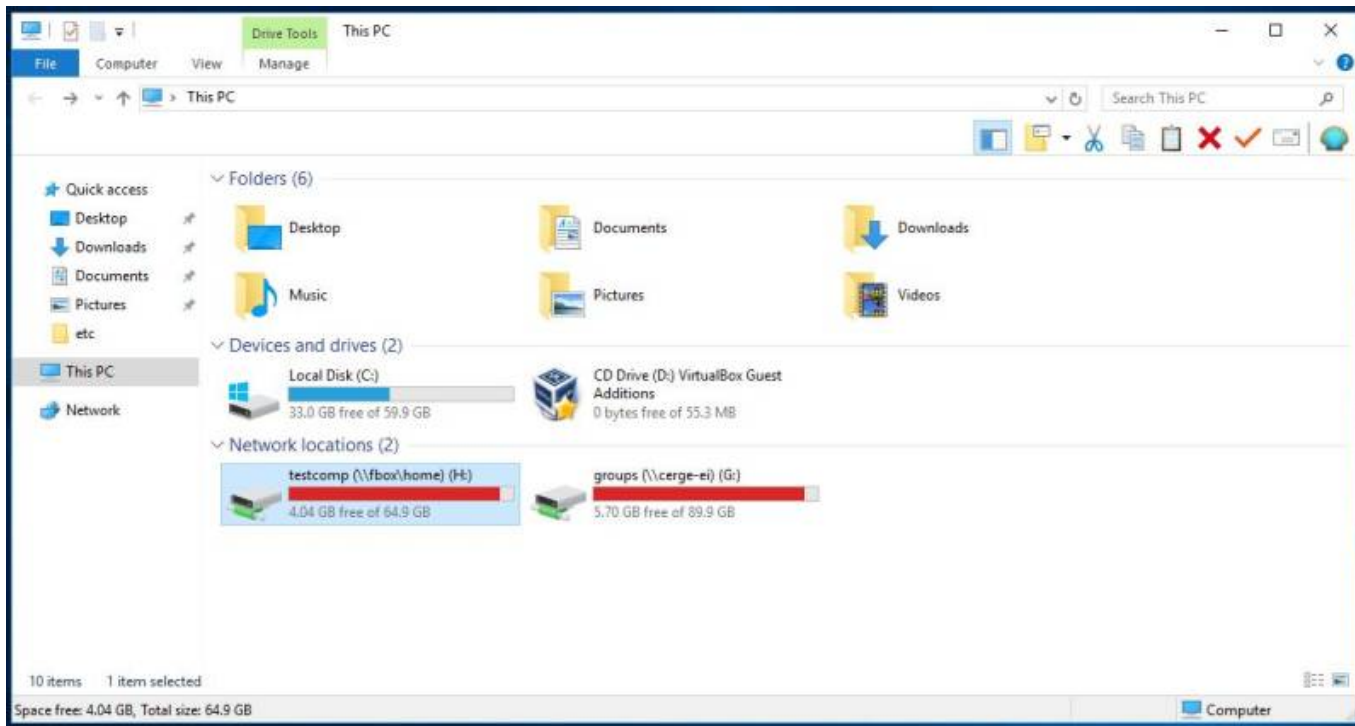 Drive Tools
This PC
File
Computer
View
Manage
This PC
Search This PC
Quick access
Desktop
Downloads
Documents
Pictures
etc
This PC
Network
Folders (6)
Desktop
Documents
Downloads
Music
Pictures
Videos
Devices and drives (2)
Local Disk (C:)
33.0 GB free of 59.9 GB
CD Drive (D:) VirtualBox Guest
Additions
0 bytes free of 55.3 MB
Network locations (2)
testcomp (\\fbox\home) (H:)
4.04 GB free of 64.9 GB
groups (\\cerge-ei) (G:)
5.70 GB free of 89.9 GB
10 items 1 item selected
Space free: 4.04 GB, Total size: 64.9 GB
Computer